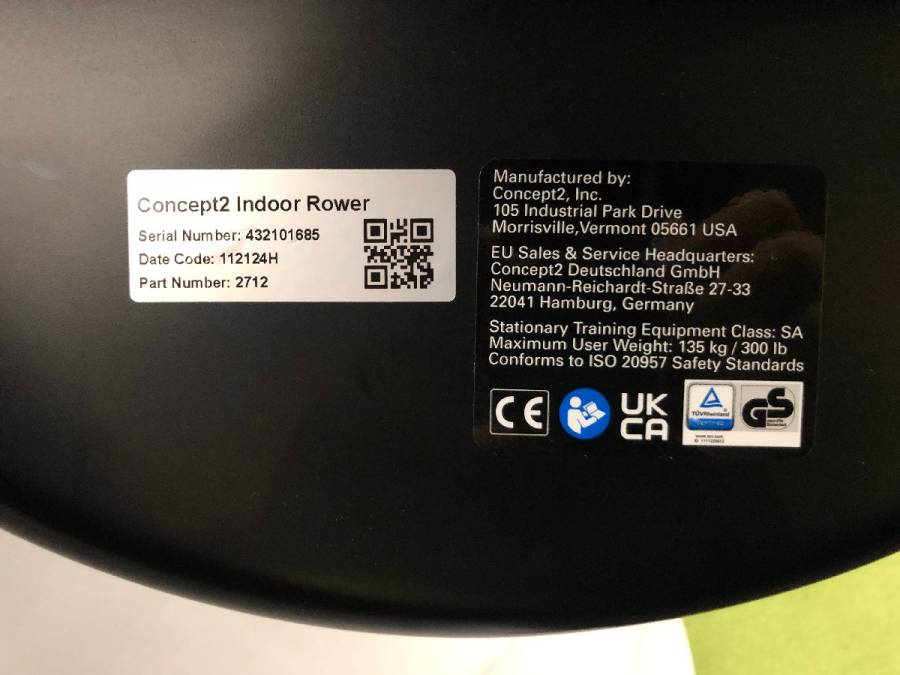 Concept2 Indoor Rower
Serial Number: 432101685
Date Code: 112124H
Part Number: 2712
Manufactured by:
Concept2, Inc.
105 Industrial Park Drive
Morrisville,Vermont 05661 USA
EU Sales & Service Headquarters:
Concept2 Deutschland GmbH
Neumann-Reichardt-Straße 27-33
22041 Hamburg, Germany
Stationary Training Equipment Class: SA
Maximum User Weight: 135 kg / 300 lb
Conforms to ISO 20957 Safety Standards
CE
UK
CA
TÜVRheinland
CERTIFIED
GS
geprüfte
Sicherheit